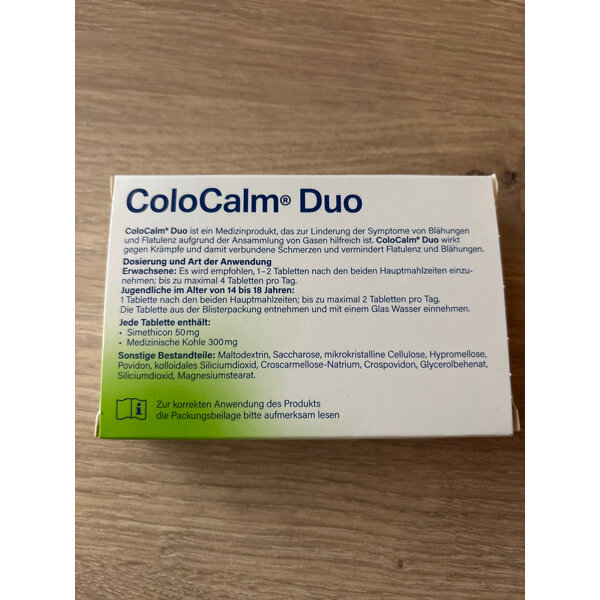 ColoCalm® Duo
ColoCalm® Duo ist ein Medizinprodukt, das zur Linderung der Symptome von Blähungen
und Flatulenz aufgrund der Ansammlung von Gasen hilfreich ist. ColoCalm® Duo wirkt
gegen Krämpfe und damit verbundene Schmerzen und vermindert Flatulenz und Blähungen.
Dosierung und Art der Anwendung
Erwachsene: Es wird empfohlen, 1–2 Tabletten nach den beiden Hauptmahlzeiten einzu-
nehmen; bis zu maximal 4 Tabletten pro Tag.
Jugendliche im Alter von 14 bis 18 Jahren:
1 Tablette nach den beiden Hauptmahlzeiten; bis zu maximal 2 Tabletten pro Tag.
Die Tablette aus der Blisterpackung entnehmen und mit einem Glas Wasser einnehmen.
Jede Tablette enthält:
• Simethicon 50 mg
• Medizinische Kohle 300 mg
Sonstige Bestandteile: Maltodextrin, Saccharose, mikrokristalline Cellulose, Hypromellose,
Povidon, kolloidales Siliciumdioxid, Croscarmellose-Natrium, Crospovidon, Glycerolbehenat,
Siliciumdioxid, Magnesiumstearat.
Zur korrekten Anwendung des Produkts
die Packungsbeilage bitte aufmerksam lesen